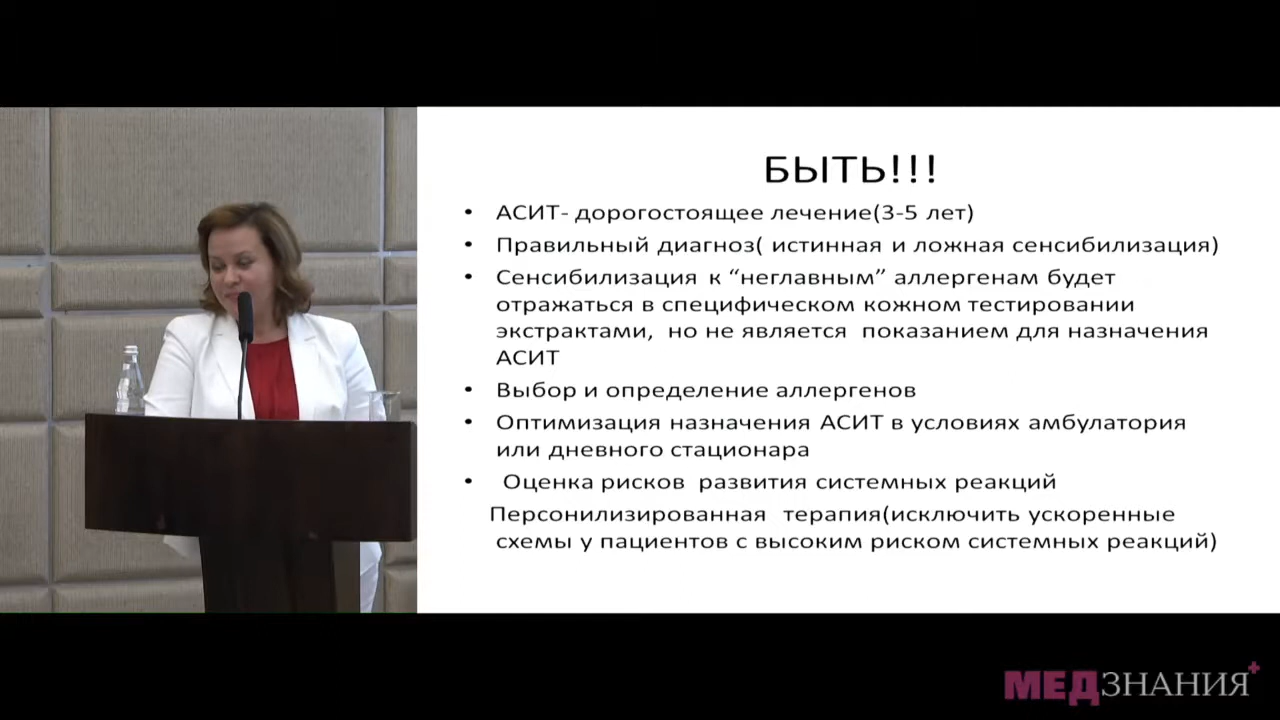 БЫТЬ!!!
• АСИТ- дорогостоящее лечение(3-5 лет)
• Правильный диагноз( истинная и ложная сенсибилизация)
• Сенсибилизация к “неглавным” аллергенам будет
отражаться в специфическом кожном тестировании
экстрактами, но не является показанием для назначения
АСИТ
• Выбор и определение аллергенов
• Оптимизация назначения АСИТ в условиях амбулатория
или дневного стационара
• Оценка рисков развития системных реакций
Персонилизированная терапия(исключить ускоренные
схемы у пациентов с высоким риском системных реакций)
МЕДЗНАНИЯ+